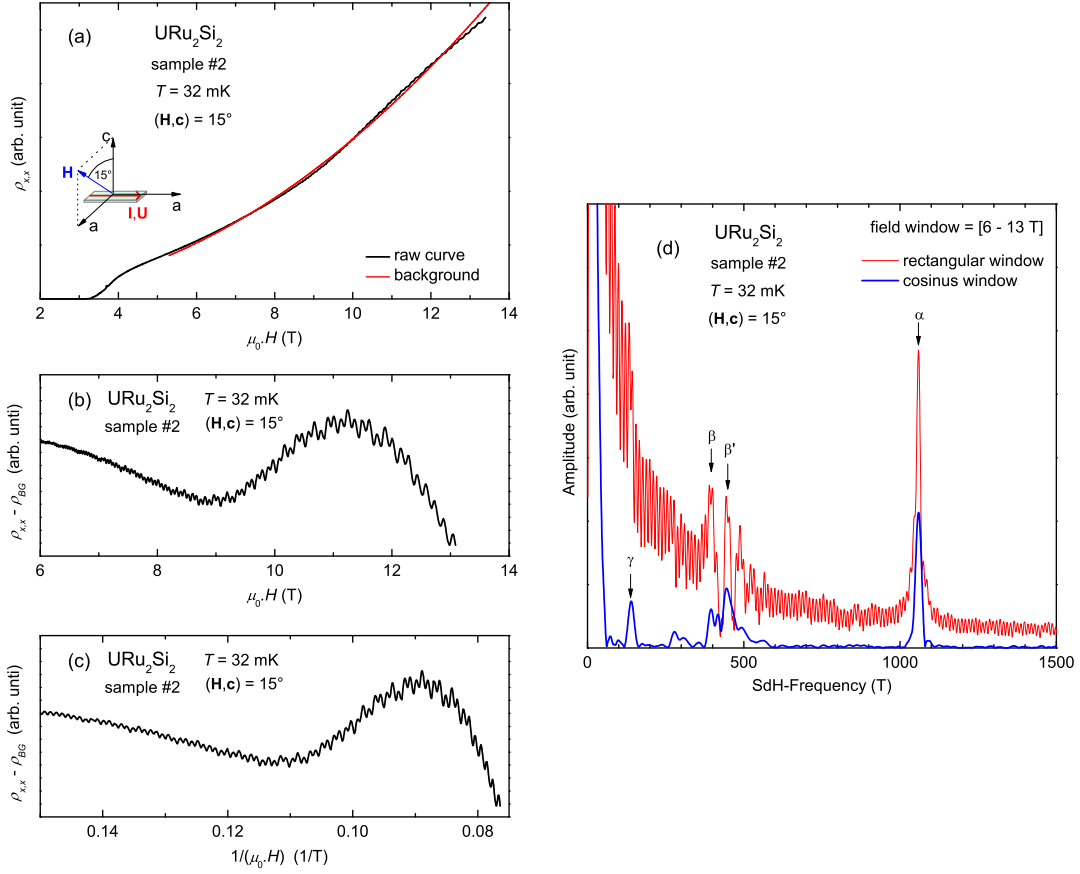 (a)
URu2Si2
sample #2
T = 32 mK
(H,c) = 15°
c
H
15°
a
a
I,U
raw curve
background
ρx,x (arb. unit)
2 4 6 8 10 12 14
μ0.H (T)
(b)
URu2Si2
sample #2
T = 32 mK
(H,c) = 15°
ρx,x - ρBG (arb. unti)
6 8 10 12 14
μ0.H (T)
(c)
URu2Si2
sample #2
T = 32 mK
(H,c) = 15°
ρx,x - ρBG (arb. unti)
0.14 0.12 0.10 0.08
1/(μ0.H) (1/T)
(d)
URu2Si2
sample #2
T = 32 mK
(H,c) = 15°
field window = [6 - 13 T]
rectangular window
cosinus window
α
β
β'
γ
Amplitude (arb. unit)
0 500 1000 1500
SdH-Frequency (T)